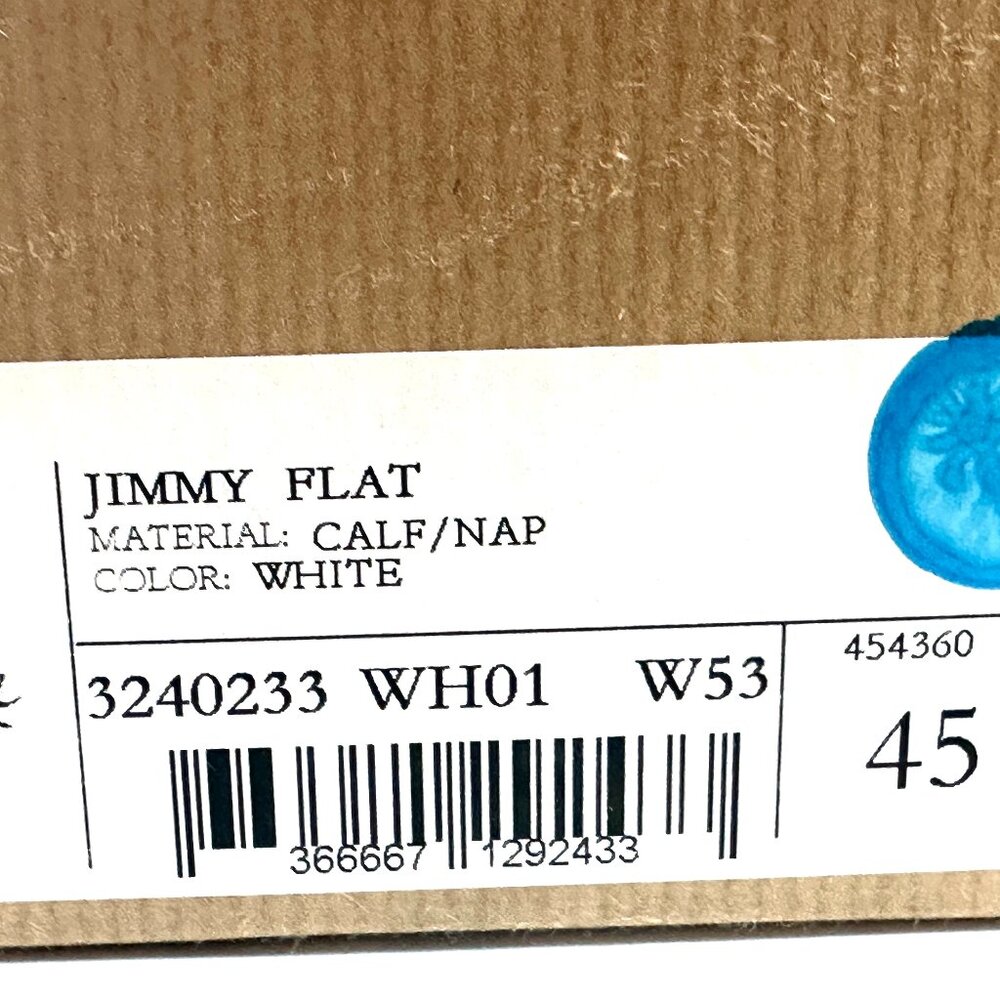 JIMMY FLAT
MATERIAL: CALF/NAP
COLOR: WHITE
3240233 WH01 W53
454360
45
366667 1292433